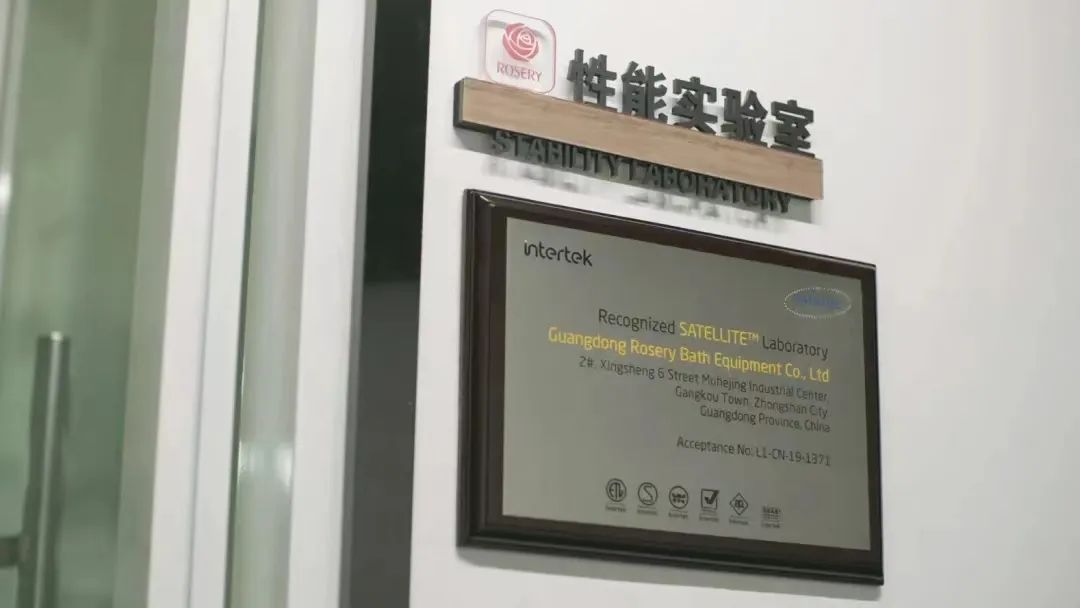 ROSERY
性能实验室
STABILITY LABORATORY
intertek
Recognized SATELLITE™ Laboratory
Guangdong Rosery Bath Equipment Co., Ltd
2#, Xingsheng 6 Street Muhejing Industrial Center,
Gangkou Town, Zhongshan City,
Guangdong Province, China
Acceptance No: L1-CN-19-1371
ETL